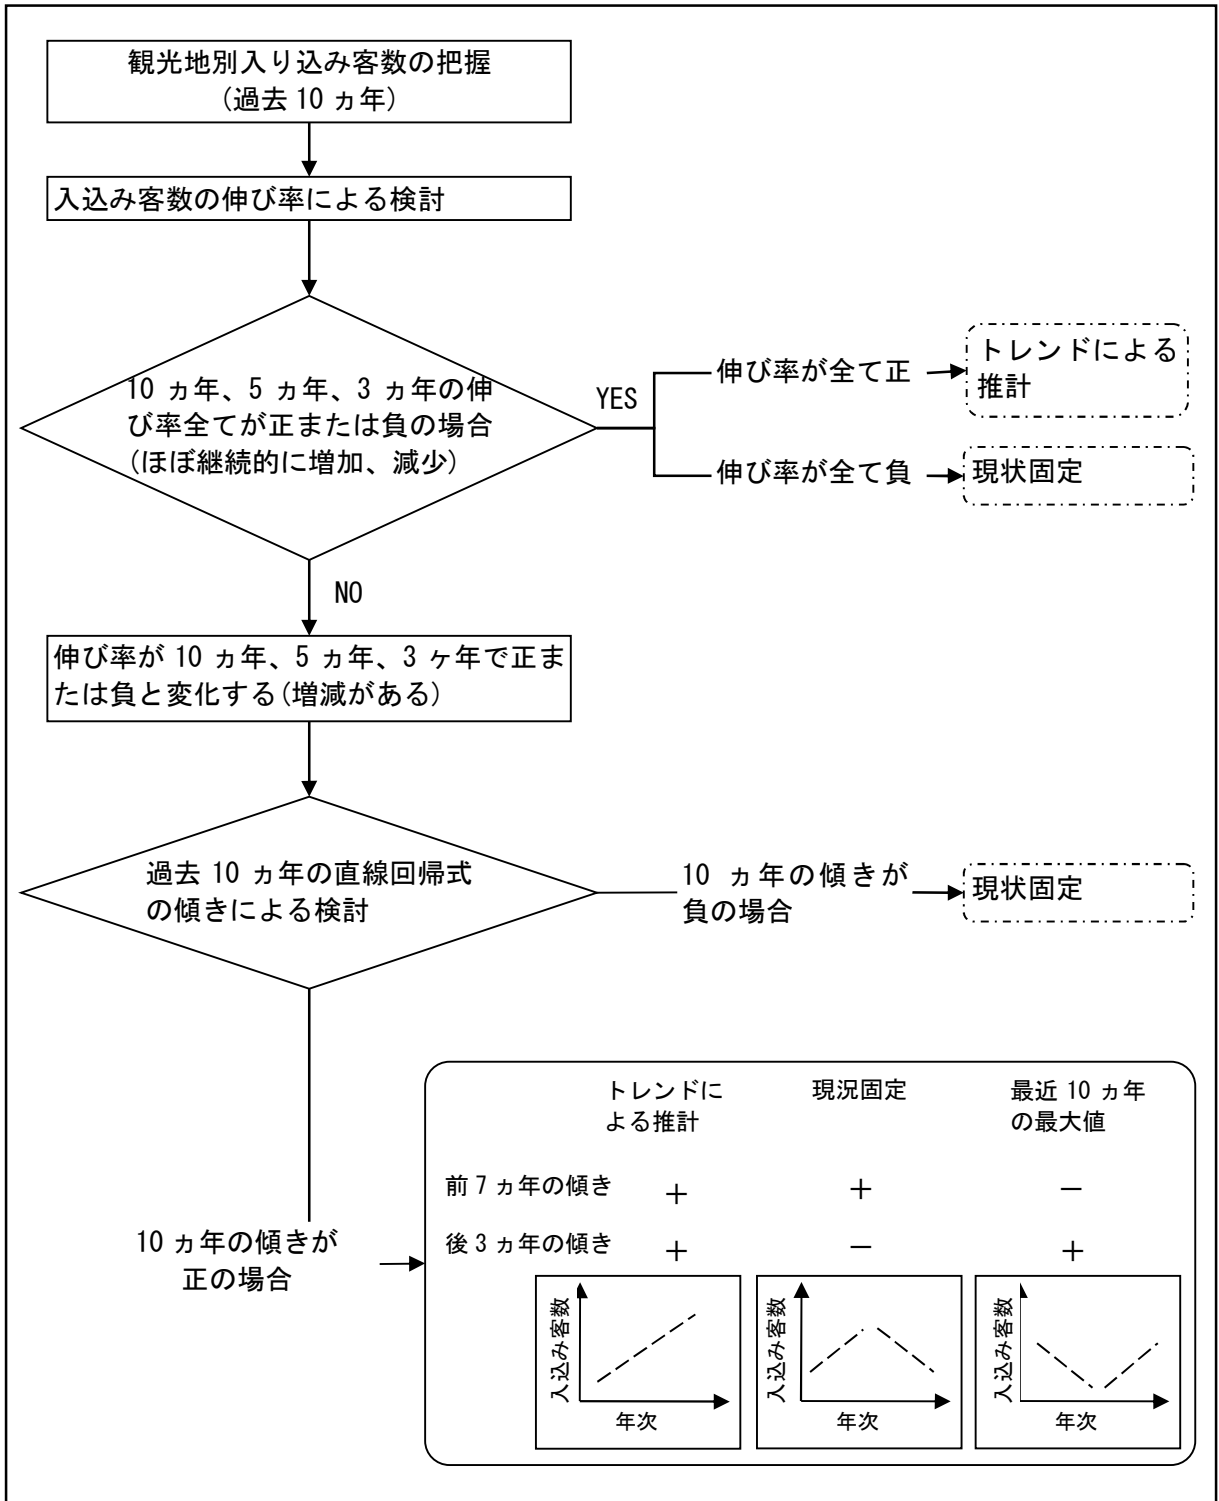 観光地別入り込み客数の把握
(過去 10 ヵ年)
入込み客数の伸び率による検討
10 ヵ年、5 ヵ年、3 ヵ年の伸
び率全てが正または負の場合
(ほぼ継続的に増加、減少)
YES
伸び率が全て正
トレンドによる
推計
伸び率が全て負
現状固定
NO
伸び率が 10 ヵ年、5 ヵ年、3 ヶ年で正ま
たは負と変化する(増減がある)
過去 10 ヵ年の直線回帰式
の傾きによる検討
10 ヵ年の傾きが
負の場合
現状固定
10 ヵ年の傾きが
正の場合
トレンドに
よる推計
現況固定
最近 10 ヵ年
の最大値
前 7 ヵ年の傾き ＋ ＋ －
後 3 ヵ年の傾き ＋ － ＋
入込み客数
年次
入込み客数
年次
入込み客数
年次